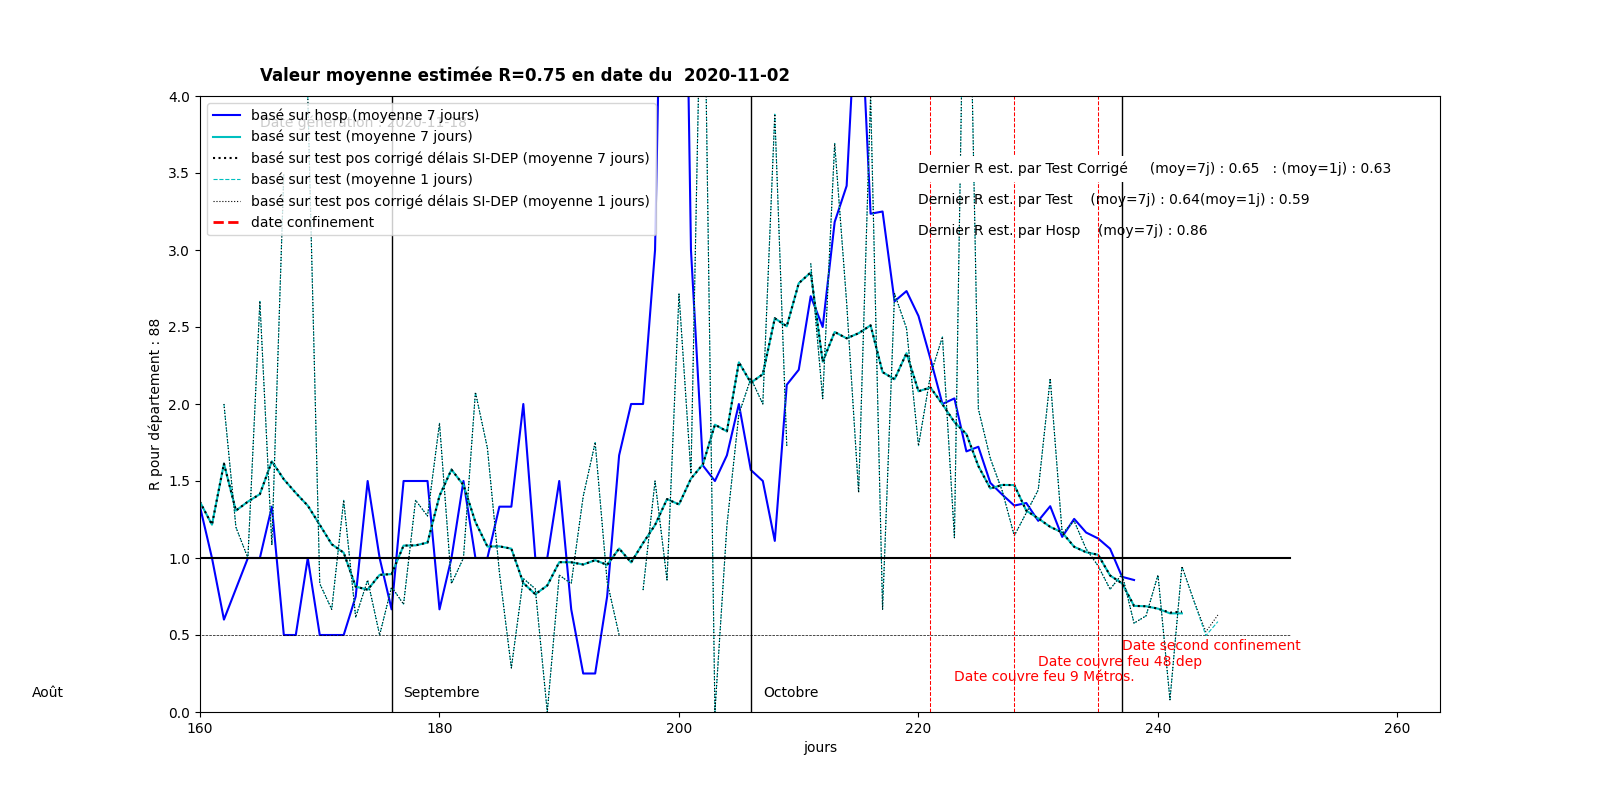 Valeur moyenne estimée R=0.75 en date du  2020-11-02
Date génération : 2020-11-18
basé sur hosp (moyenne 7 jours)
basé sur test (moyenne 7 jours)
basé sur test pos corrigé délais SI-DEP (moyenne 7 jours)
basé sur test (moyenne 1 jours)
basé sur test pos corrigé délais SI-DEP (moyenne 1 jours)
date confinement
Dernier R est. par Test Corrigé     (moy=7j) : 0.65   : (moy=1j) : 0.63
Dernier R est. par Test    (moy=7j) : 0.64(moy=1j) : 0.59
Dernier R est. par Hosp    (moy=7j) : 0.86
4.0
3.5
3.0
2.5
2.0
1.5
1.0
0.5
0.0
R pour département : 88
Date second confinement
Date couvre feu 48 dep
Date couvre feu 9 Métros.
Août
Septembre
Octobre
160 180 200 220 240 260
jours